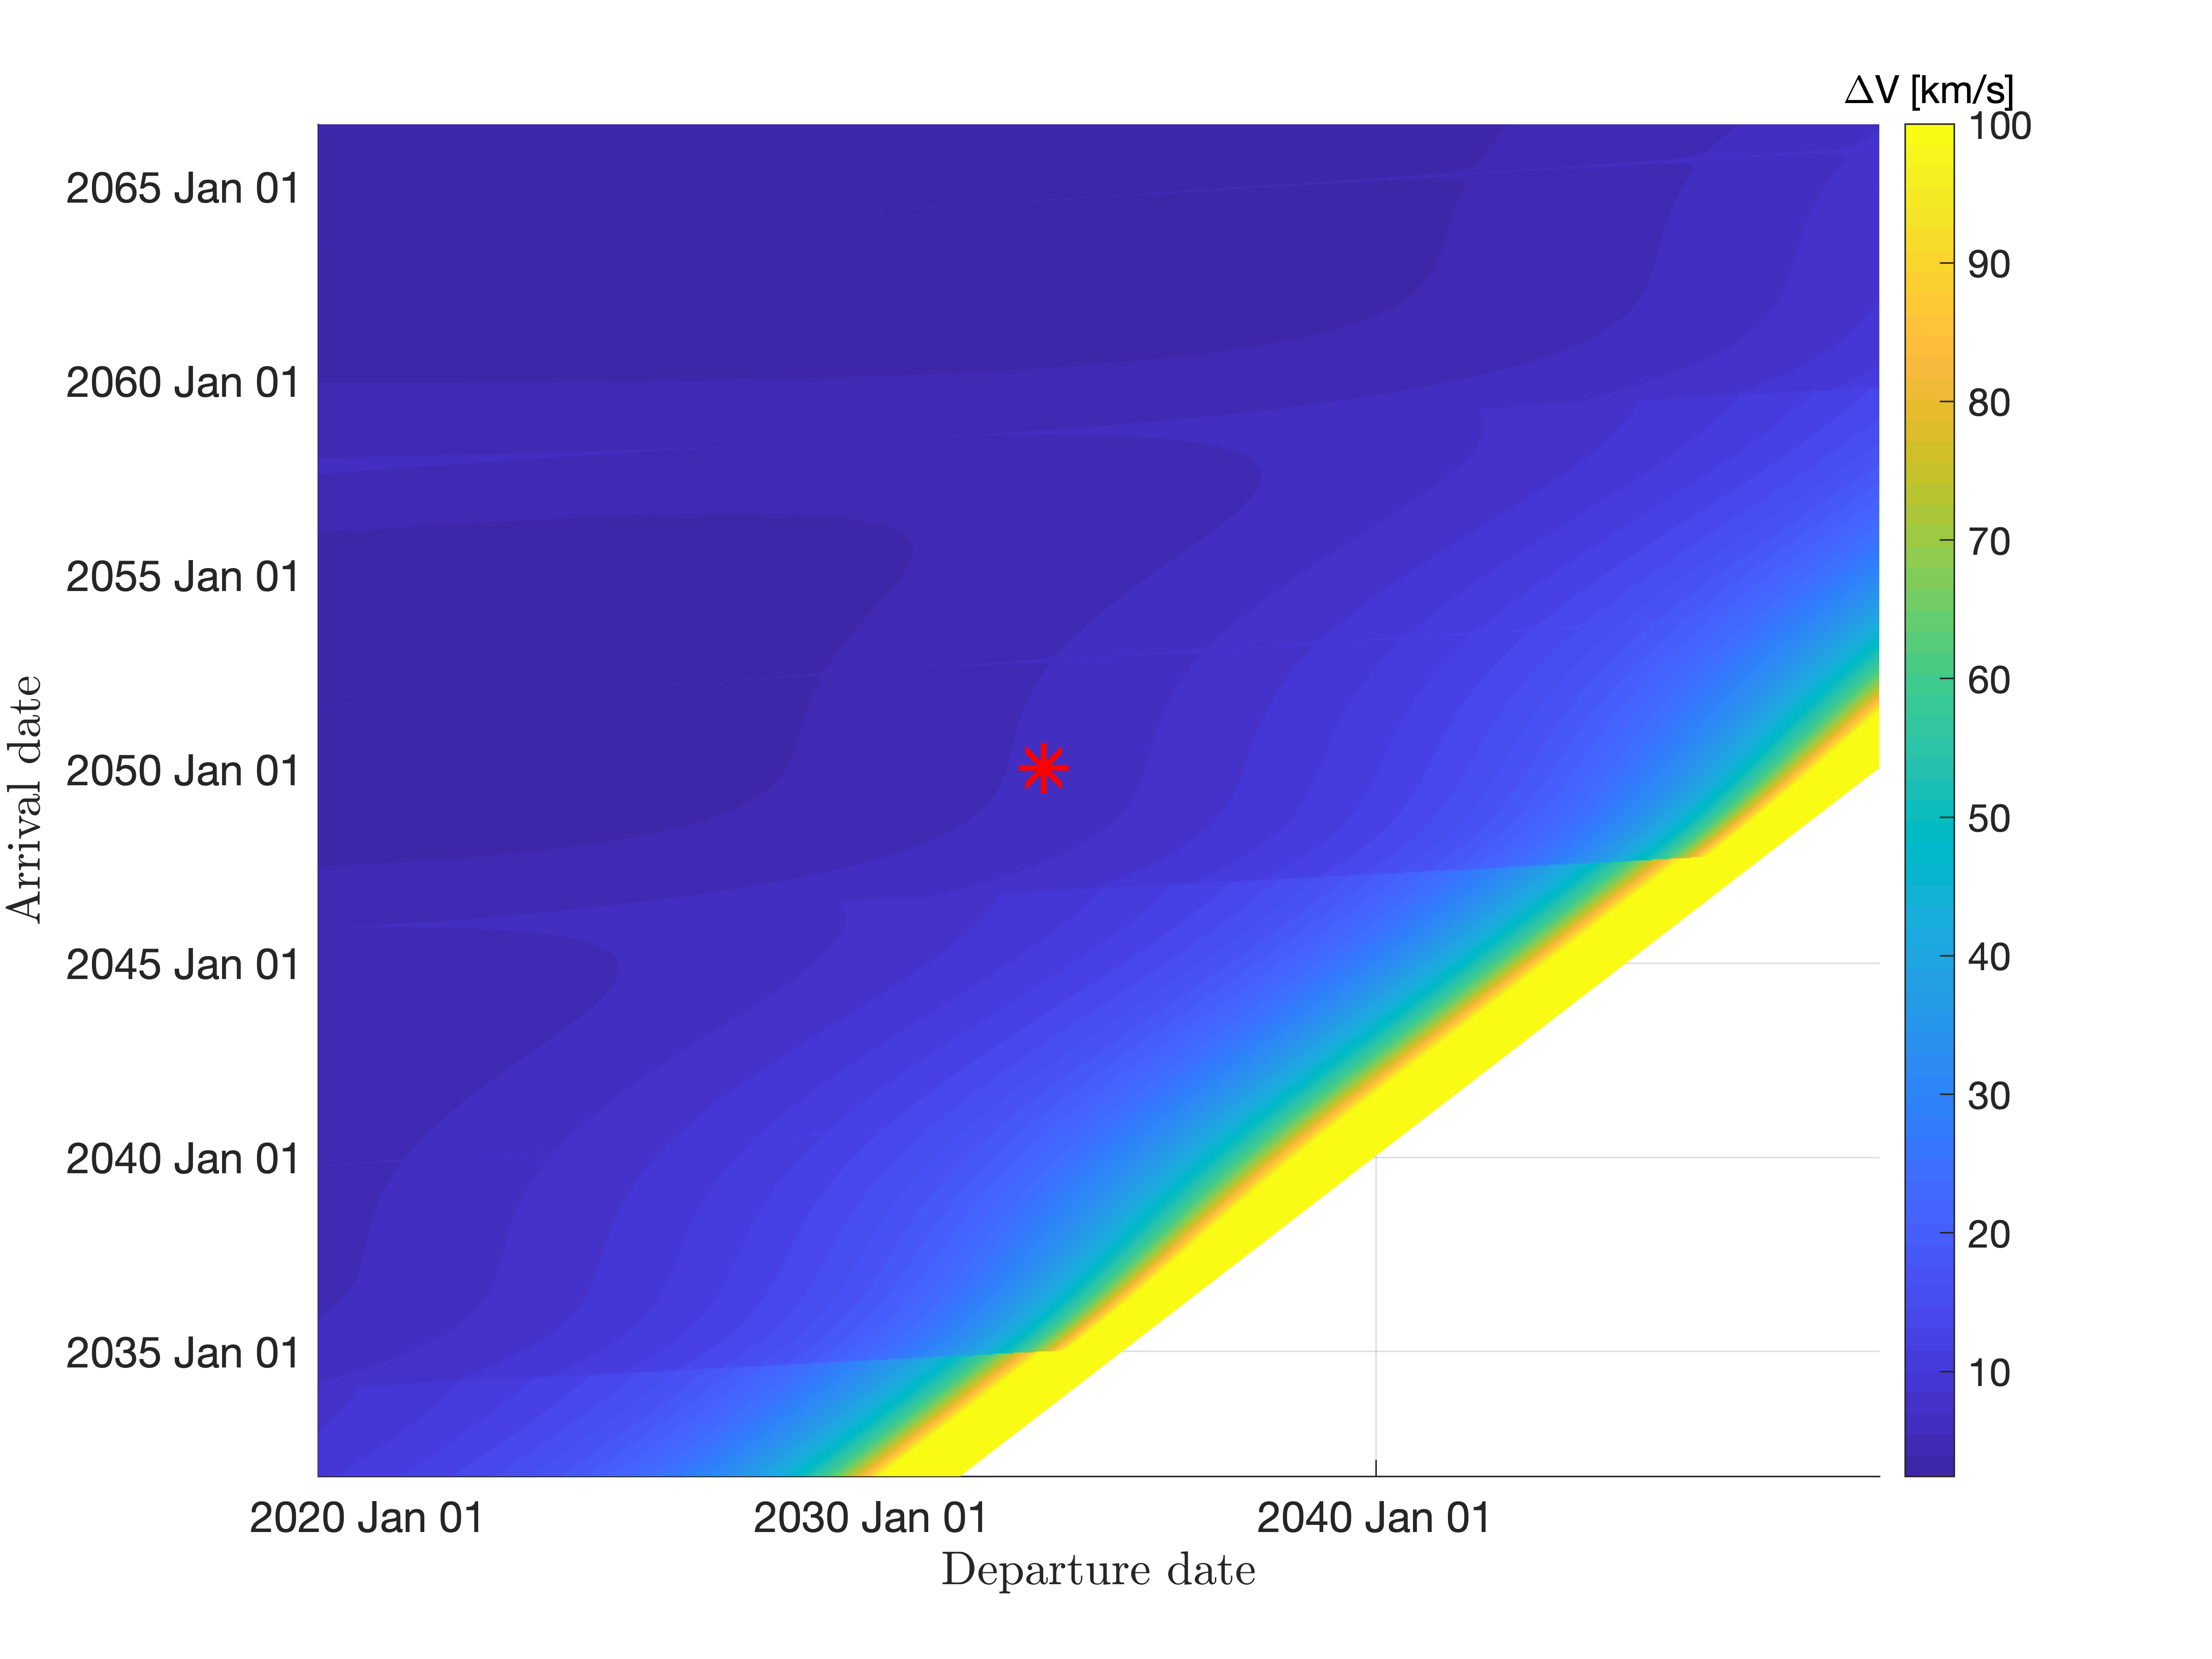 ΔV [km/s]
100
90
80
70
60
50
40
30
20
10
2065 Jan 01
2060 Jan 01
2055 Jan 01
2050 Jan 01
2045 Jan 01
2040 Jan 01
2035 Jan 01
Arrival date
2020 Jan 01
2030 Jan 01
2040 Jan 01
Departure date